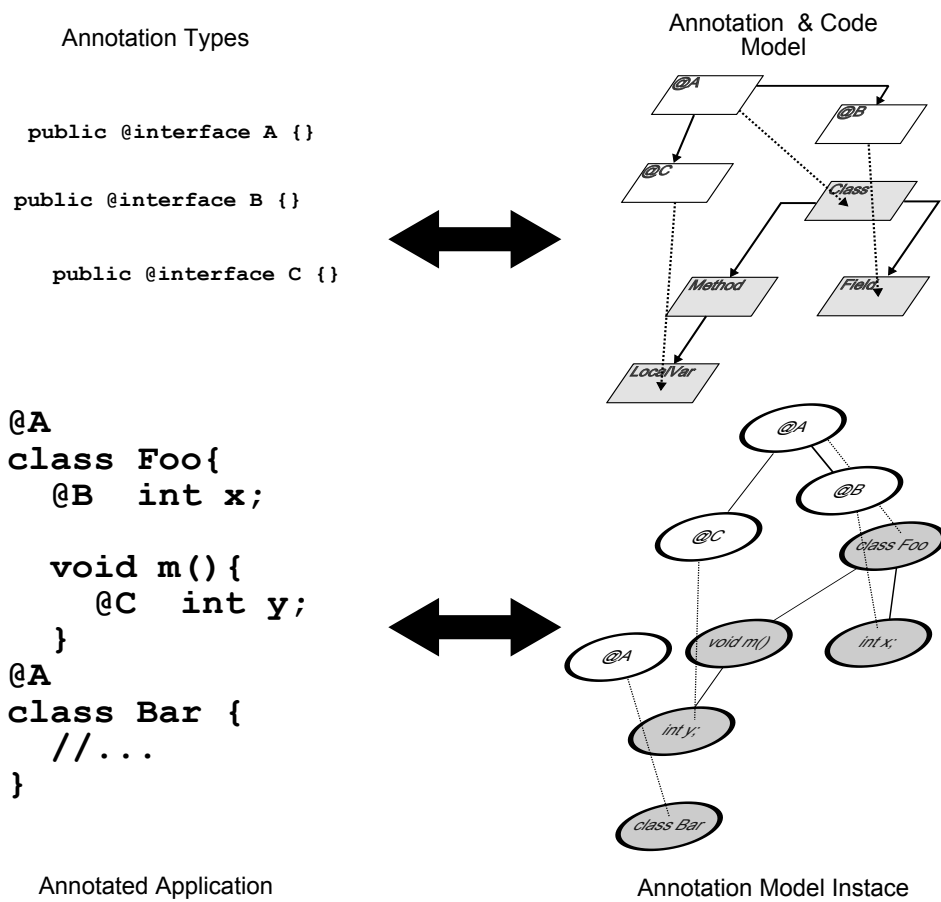 Annotation Types
public @interface A {}
public @interface B {}
public @interface C {}
Annotation & Code
Model
@A
@B
@C
Class
Method
Field
LocalVar
@A
class Foo{
@B int x;
void m(){
@C int y;
}
@A
class Bar {
//...
}
@A
@B
@C
class Foo
void m()
int x;
@A
int y;
class Bar
Annotated Application
Annotation Model Instace